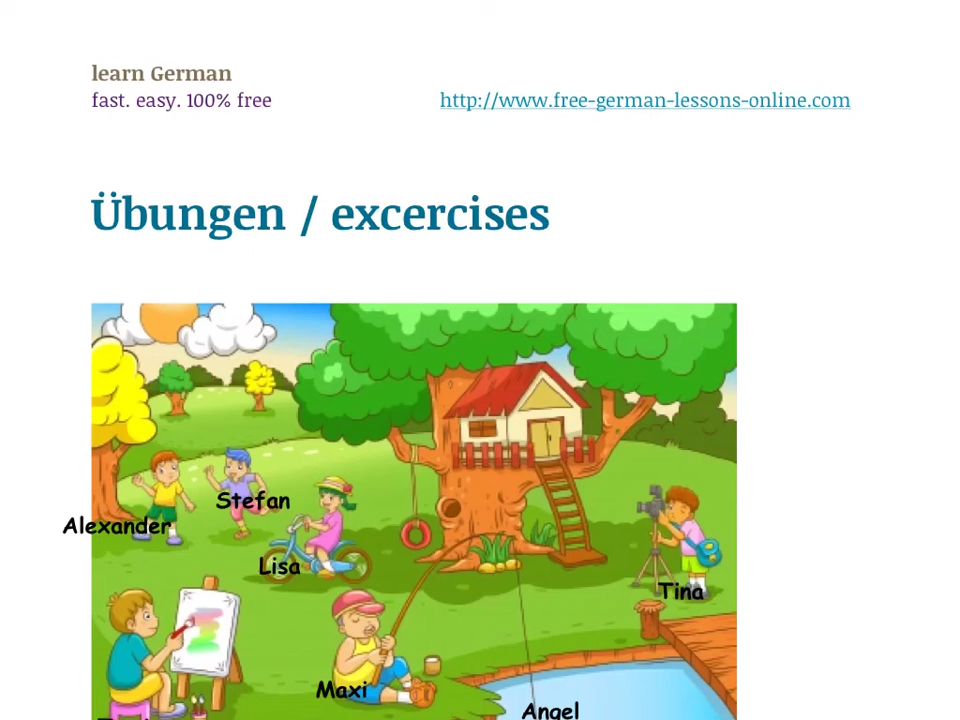 learn German
fast. easy. 100% free
http://www.free-german-lessons-online.com
Übungen / excercises
Stefan
Alexander
Lisa
Tina
Maxi
Angel